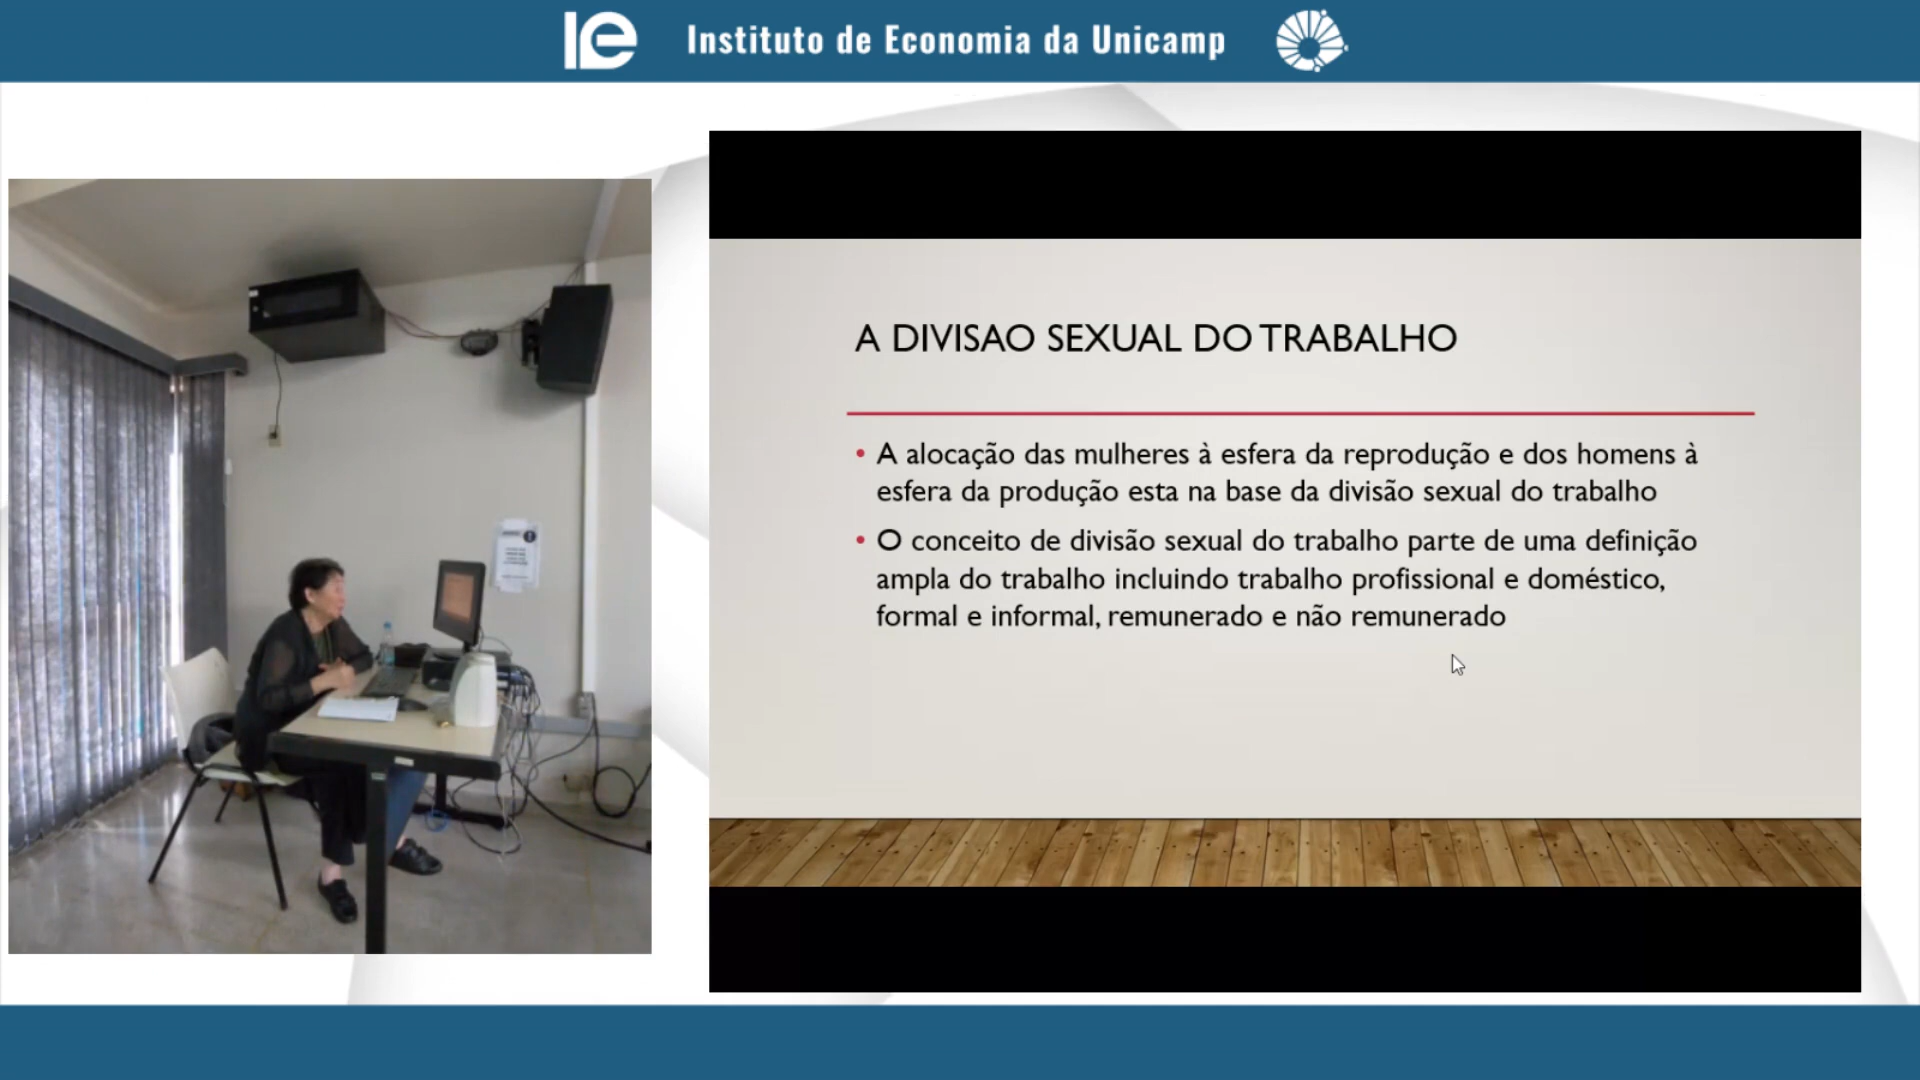 Ie
Instituto de Economia da Unicamp
A DIVISAO SEXUAL DO TRABALHO
• A alocação das mulheres à esfera da reprodução e dos homens à
esfera da produção esta na base da divisão sexual do trabalho
• O conceito de divisão sexual do trabalho parte de uma definição
ampla do trabalho incluindo trabalho profissional e doméstico,
formal e informal, remunerado e não remunerado